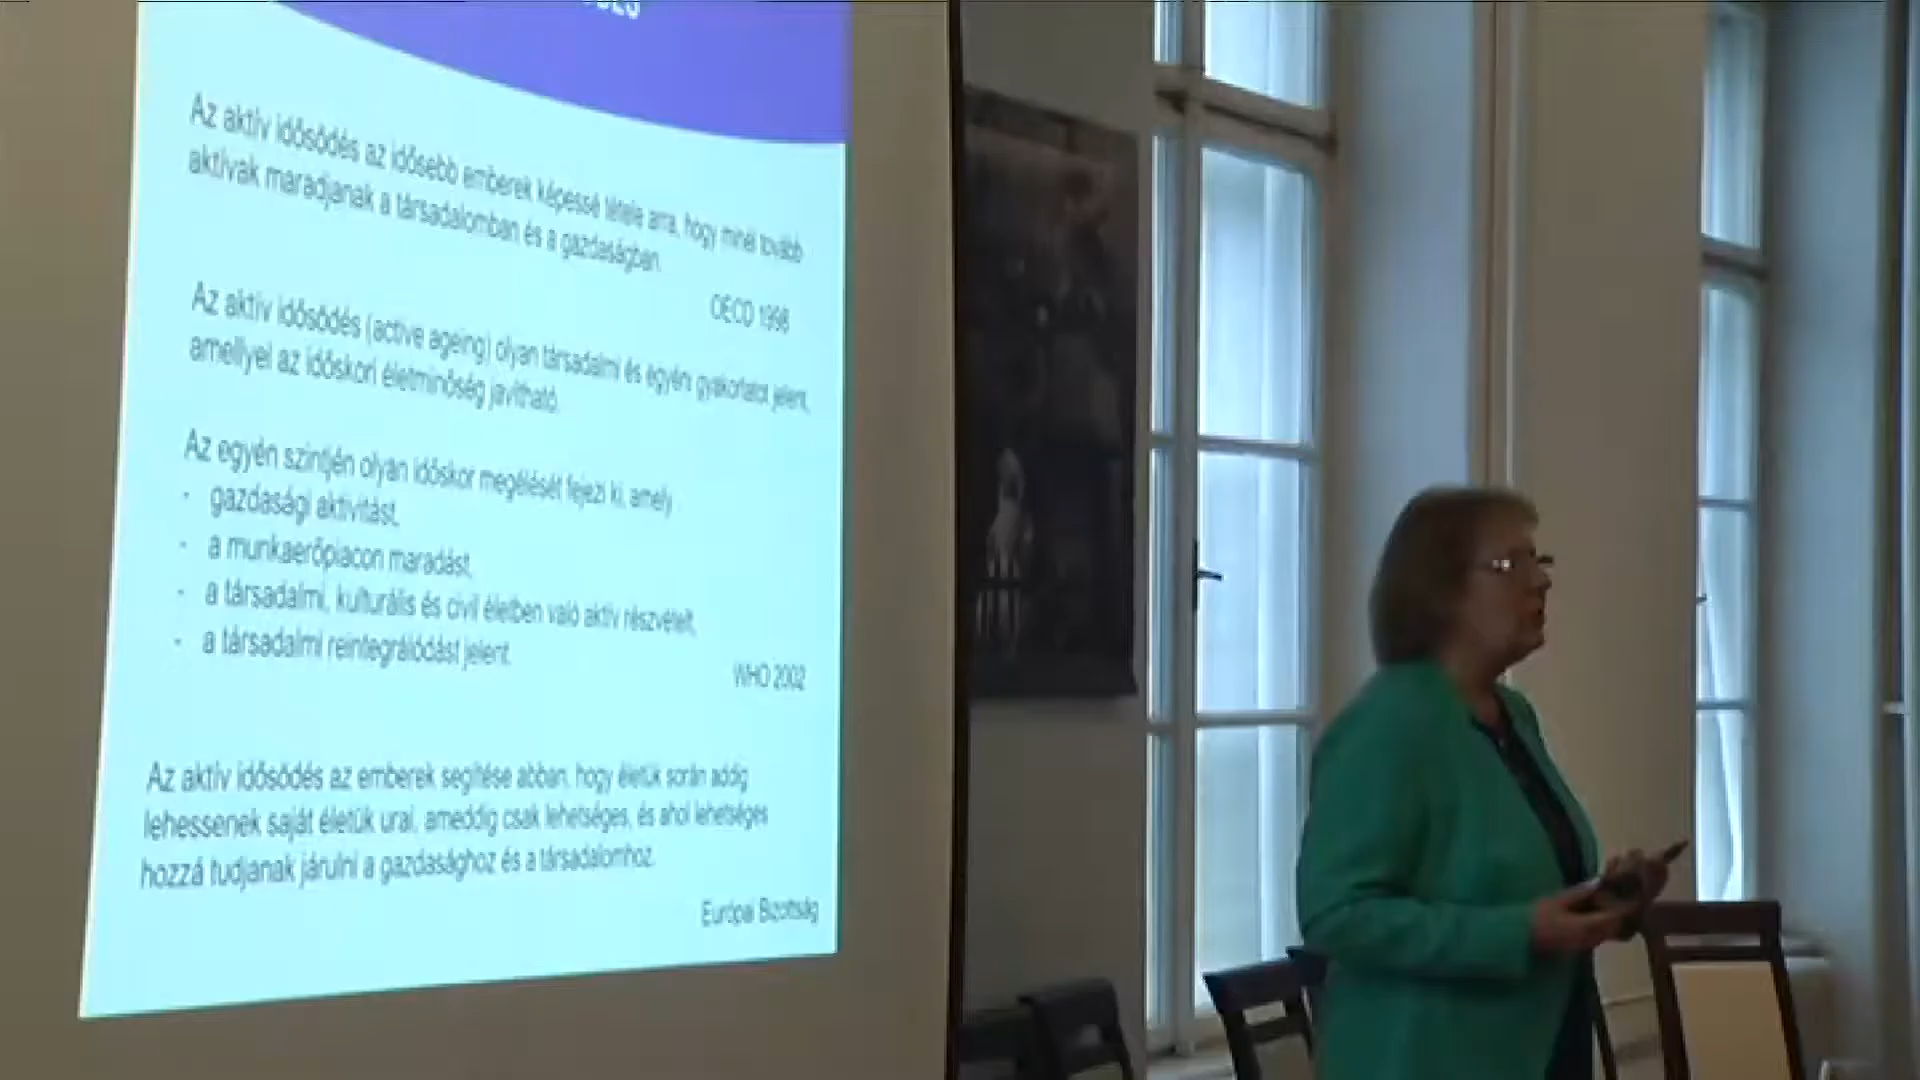 Az aktív idősödés az idősebb emberek képessé tétele arra, hogy minél tovább
aktívak maradjanak a társadalomban és a gazdaságban.
OECD 1998
Az aktív idősödés (active ageing) olyan társadalmi és egyéni gyakorlatot jelent,
amellyel az időskori életminőség javítható.
Az egyén szintjén olyan időskor megélését fejezi ki, amely
- gazdasági aktivitást,
- a munkaerőpiacon maradást,
- a társadalmi, kulturális és civil életben való aktív részvételt,
- a társadalmi reintegrálódást jelent.
WHO 2002
Az aktív idősödés az emberek segítése abban, hogy életük során addig
lehessenek saját életük urai, ameddig csak lehetséges, és ahol lehetséges
hozzá tudjanak járulni a gazdasághoz és a társadalomhoz.
Európai Bizottság